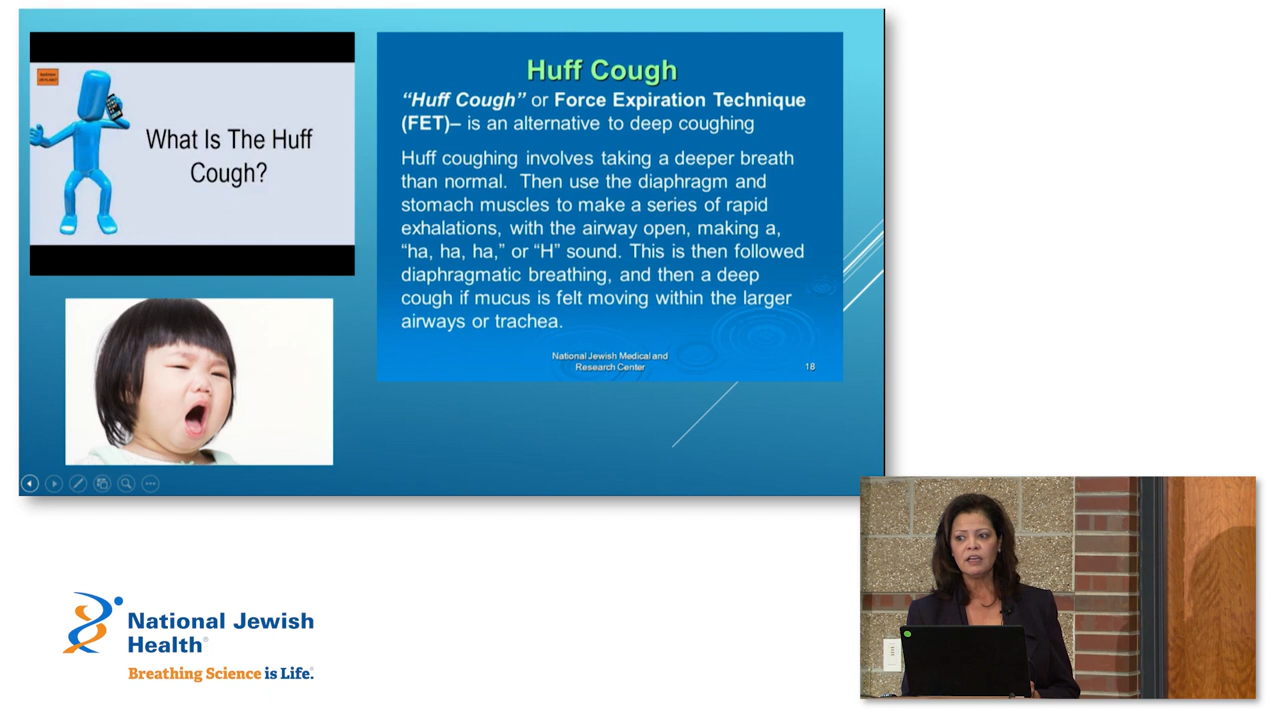 What Is The Huff
Cough?
Huff Cough
“Huff Cough” or Force Expiration Technique
(FET)– is an alternative to deep coughing
Huff coughing involves taking a deeper breath
than normal.  Then use the diaphragm and
stomach muscles to make a series of rapid
exhalations, with the airway open, making a,
“ha, ha, ha,” or “H” sound. This is then followed
diaphragmatic breathing, and then a deep
cough if mucus is felt moving within the larger
airways or trachea.
National Jewish Medical and
Research Center
18
National Jewish
Health®
Breathing Science is Life.®